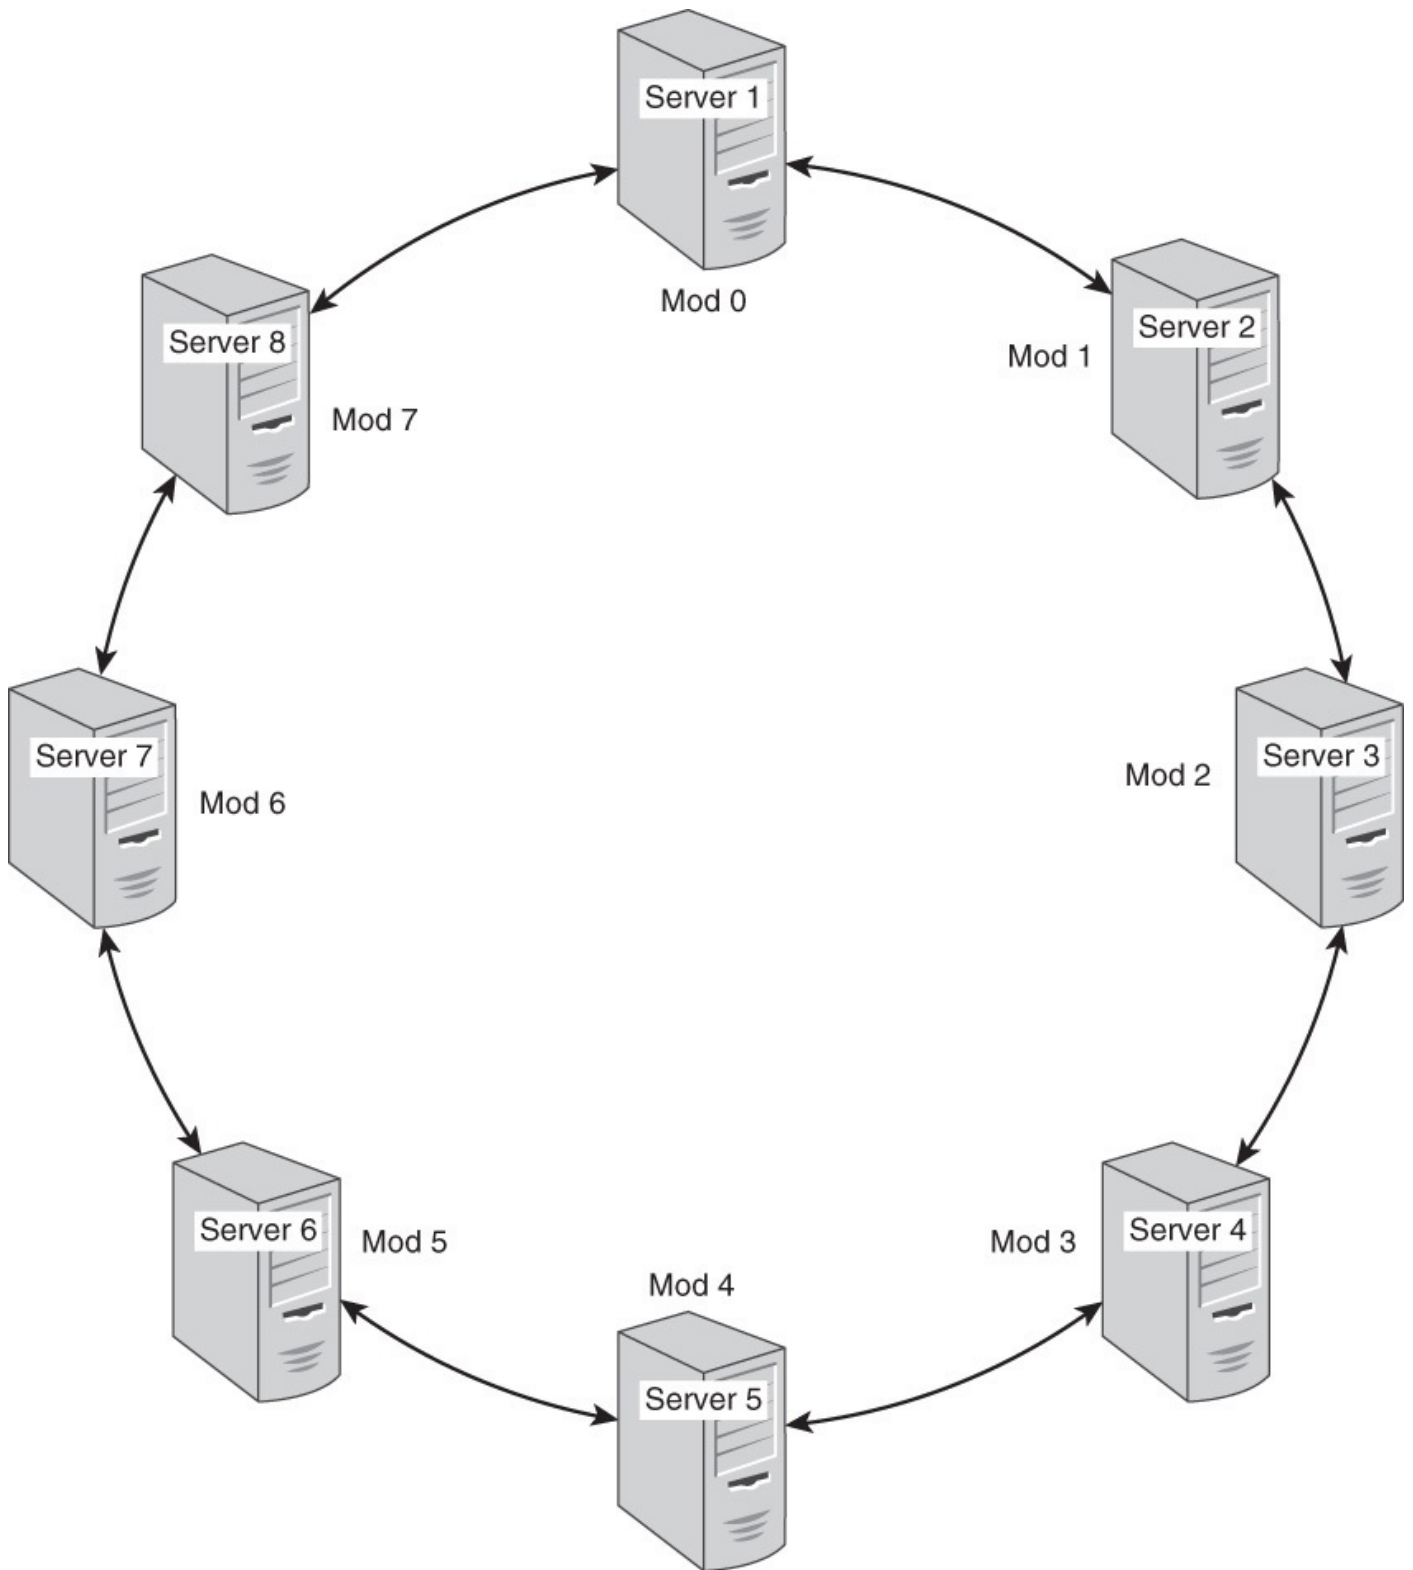 Server 1
Mod 0
Server 2
Mod 1
Server 8
Mod 7
Server 3
Mod 2
Server 7
Mod 6
Server 4
Mod 3
Server 6
Mod 5
Mod 4
Server 5